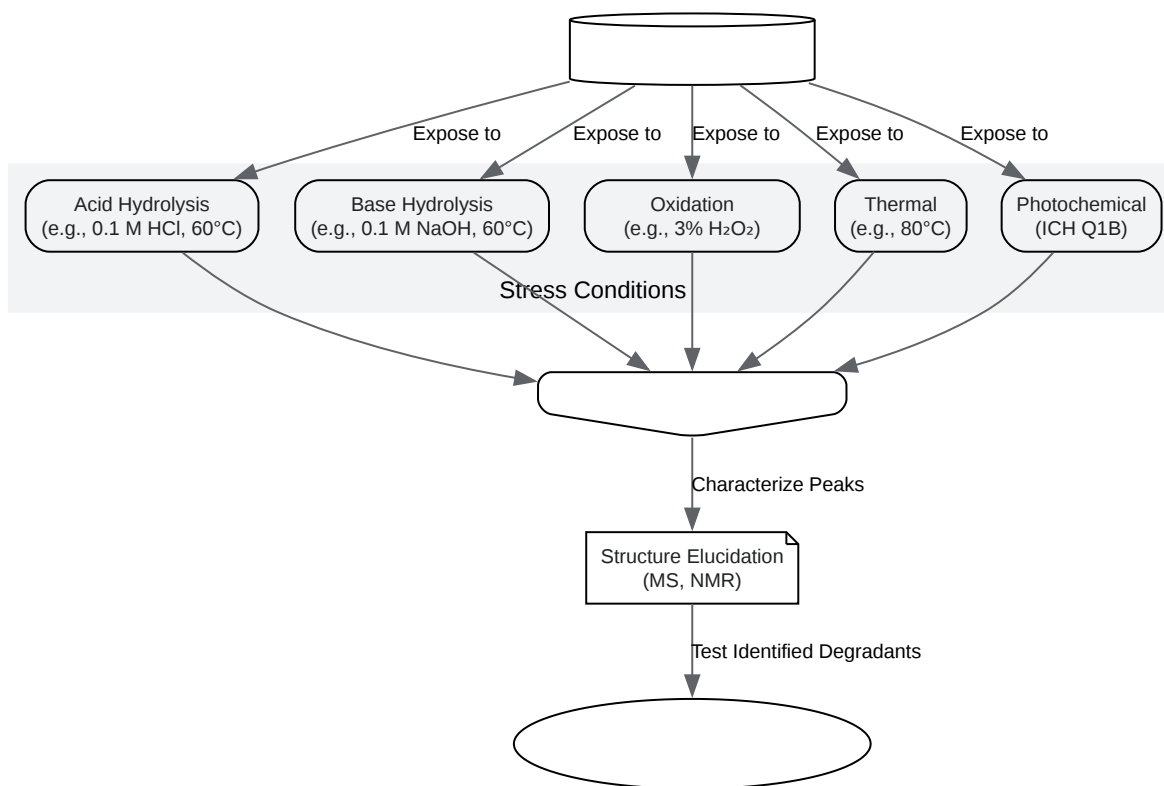 Expose to
Expose to
Expose to
Expose to
Expose to
Acid Hydrolysis
(e.g., 0.1 M HCl, 60°C)
Base Hydrolysis
(e.g., 0.1 M NaOH, 60°C)
Oxidation
(e.g., 3% H₂O₂)
Thermal
(e.g., 80°C)
Photochemical
(ICH Q1B)
Stress Conditions
Characterize Peaks
Structure Elucidation
(MS, NMR)
Test Identified Degradants